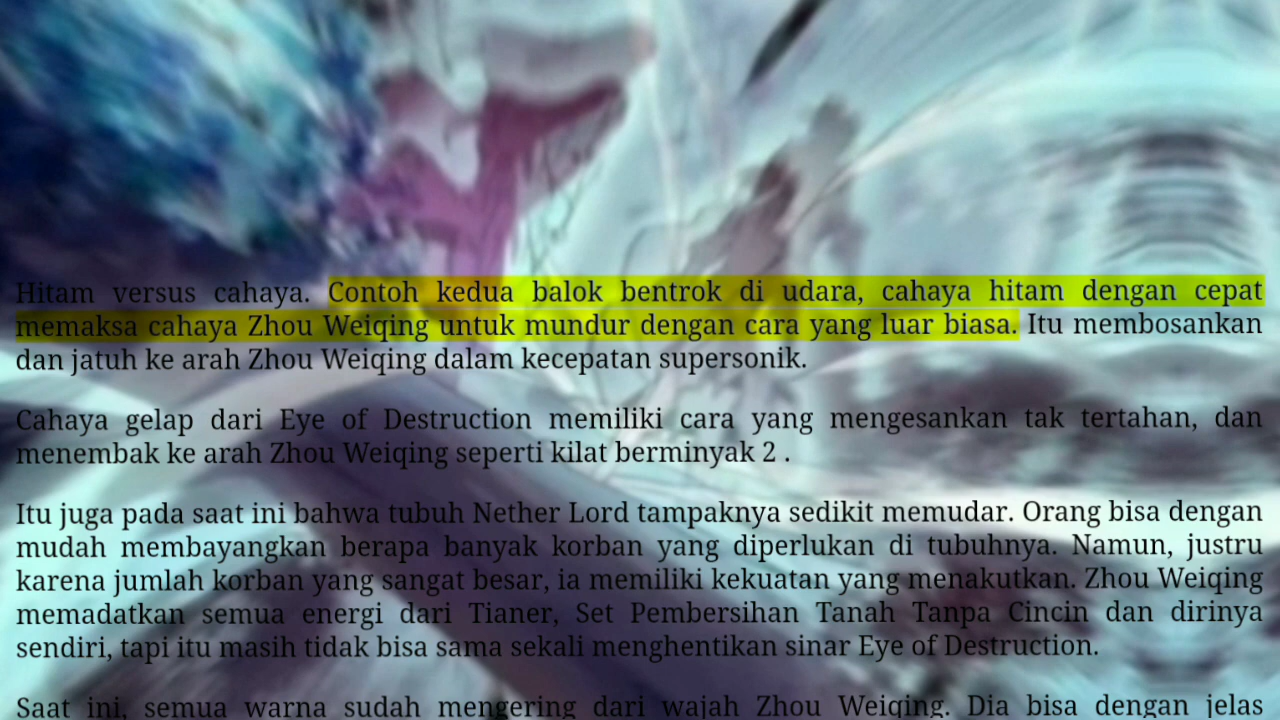 Hitam versus cahaya. Contoh kedua balok bentrok di udara, cahaya hitam dengan cepat
memaksa cahaya Zhou Weiqing untuk mundur dengan cara yang luar biasa. Itu membosankan
dan jatuh ke arah Zhou Weiqing dalam kecepatan supersonik.
Cahaya gelap dari Eye of Destruction memiliki cara yang mengesankan tak tertahan, dan
menembak ke arah Zhou Weiqing seperti kilat berminyak 2 .
Itu juga pada saat ini bahwa tubuh Nether Lord tampaknya sedikit memudar. Orang bisa dengan
mudah membayangkan berapa banyak korban yang diperlukan di tubuhnya. Namun, justru
karena jumlah korban yang sangat besar, ia memiliki kekuatan yang menakutkan. Zhou Weiqing
memadatkan semua energi dari Tianer, Set Pembersihan Tanah Tanpa Cincin dan dirinya
sendiri, tapi itu masih tidak bisa sama sekali menghentikan sinar Eye of Destruction.
Saat ini, semua warna sudah mengering dari wajah Zhou Weiqing. Dia bisa dengan jelas